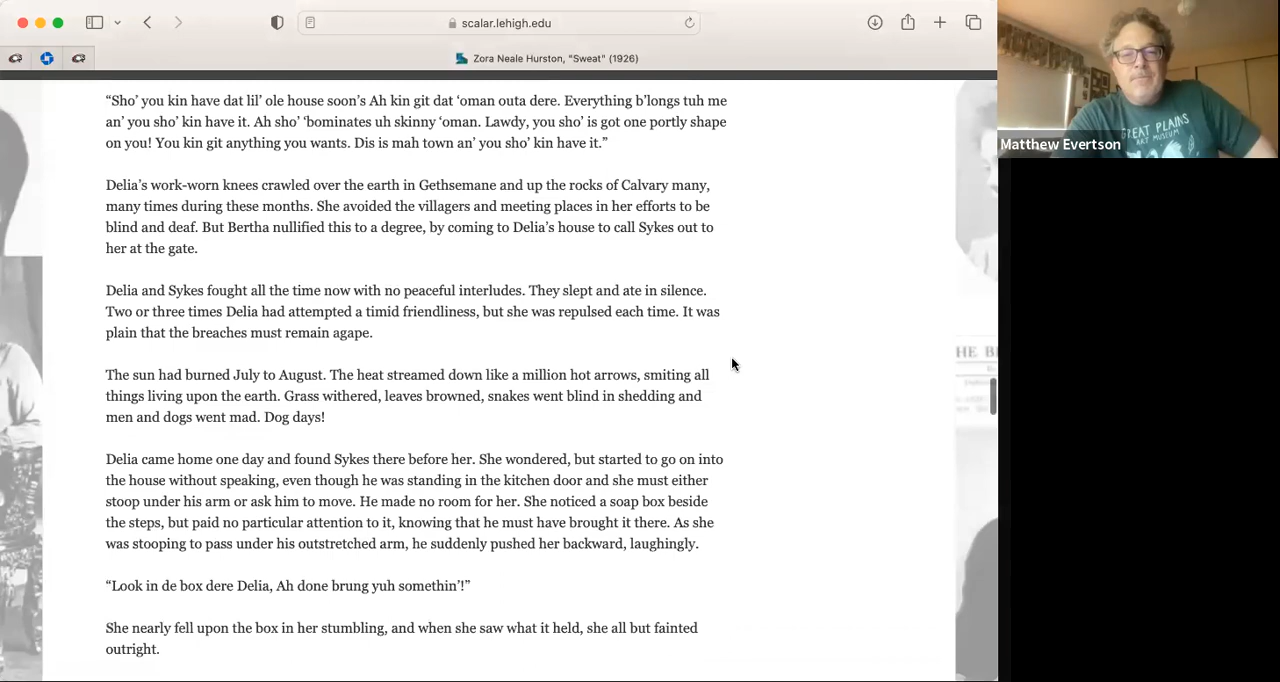 scalar.lehigh.edu
Zora Neale Hurston, "Sweat" (1926)
“Sho’ you kin have dat lil’ ole house soon’s Ah kin git dat ‘oman outa dere. Everything b’longs tuh me
an’ you sho’ kin have it. Ah sho’ ‘bominates uh skinny ‘oman. Lawdy, you sho’ is got one portly shape
on you! You kin git anything you wants. Dis is mah town an’ you sho’ kin have it.”
Delia’s work-worn knees crawled over the earth in Gethsemane and up the rocks of Calvary many,
many times during these months. She avoided the villagers and meeting places in her efforts to be
blind and deaf. But Bertha nullified this to a degree, by coming to Delia’s house to call Sykes out to
her at the gate.
Delia and Sykes fought all the time now with no peaceful interludes. They slept and ate in silence.
Two or three times Delia had attempted a timid friendliness, but she was repulsed each time. It was
plain that the breaches must remain agape.
The sun had burned July to August. The heat streamed down like a million hot arrows, smiting all
things living upon the earth. Grass withered, leaves browned, snakes went blind in shedding and
men and dogs went mad. Dog days!
Delia came home one day and found Sykes there before her. She wondered, but started to go on into
the house without speaking, even though he was standing in the kitchen door and she must either
stoop under his arm or ask him to move. He made no room for her. She noticed a soap box beside
the steps, but paid no particular attention to it, knowing that he must have brought it there. As she
was stooping to pass under his outstretched arm, he suddenly pushed her backward, laughingly.
“Look in de box dere Delia, Ah done brung yuh somethin’!”
She nearly fell upon the box in her stumbling, and when she saw what it held, she all but fainted
outright.
HE B
GREAT PLAINS
ART MUSEUM
Matthew Evertson